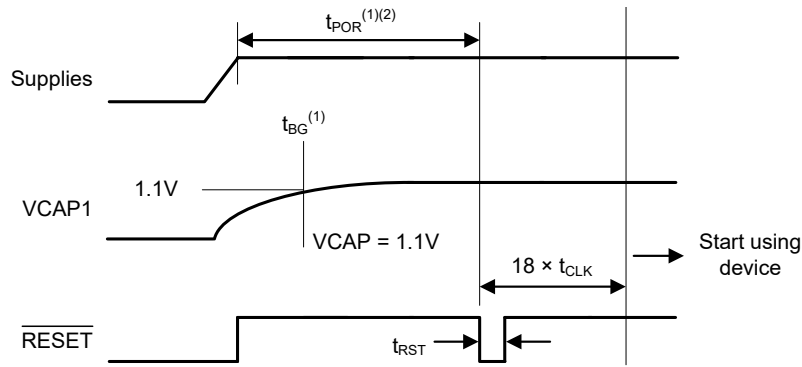 tPOR(1)(2)
Supplies
tBG(1)
1.1V
VCAP1
VCAP = 1.1V
18 × tCLK
Start using
device
RESET
tRST